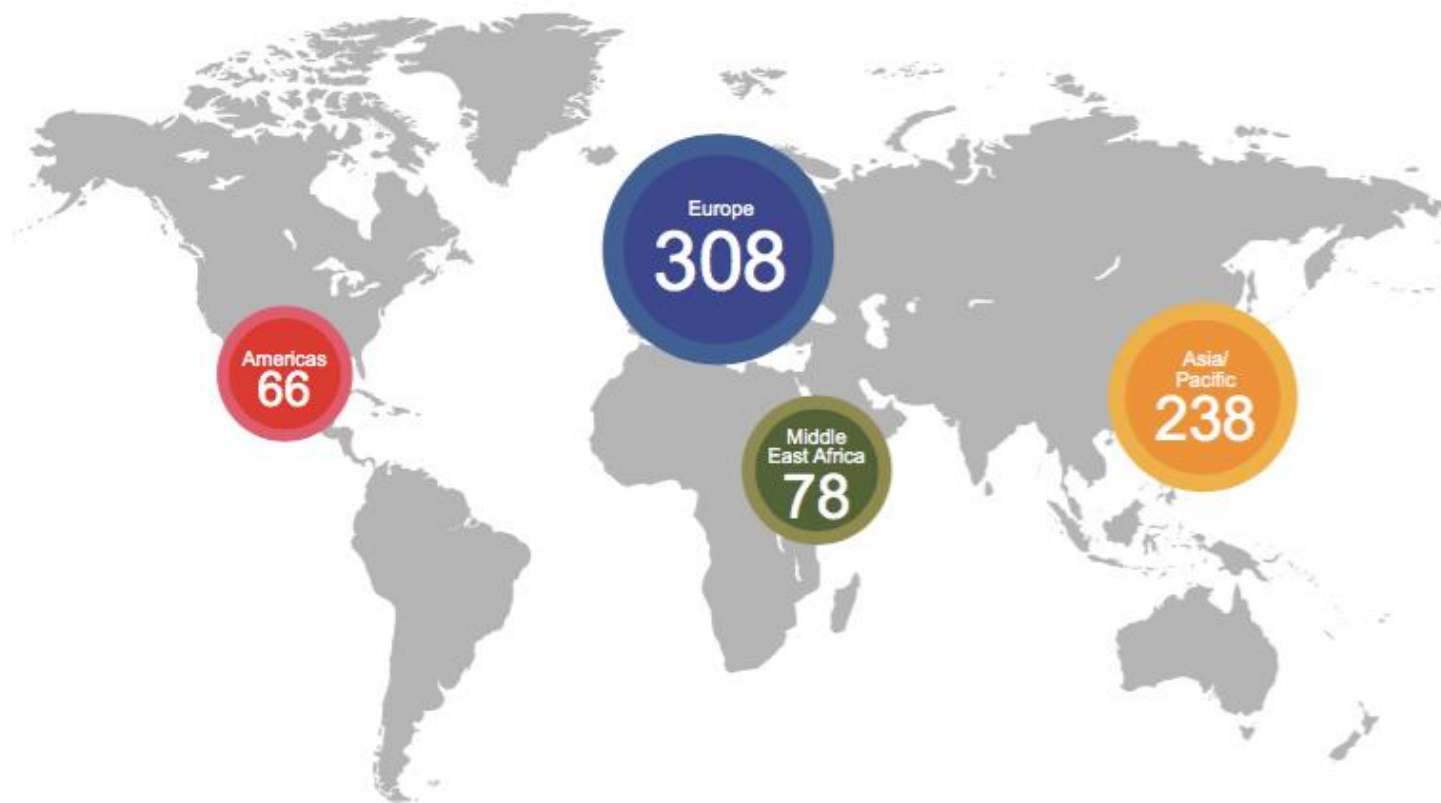 Europe
308
Americas
66
Asia/
Pacific
238
Middle
East Africa
78